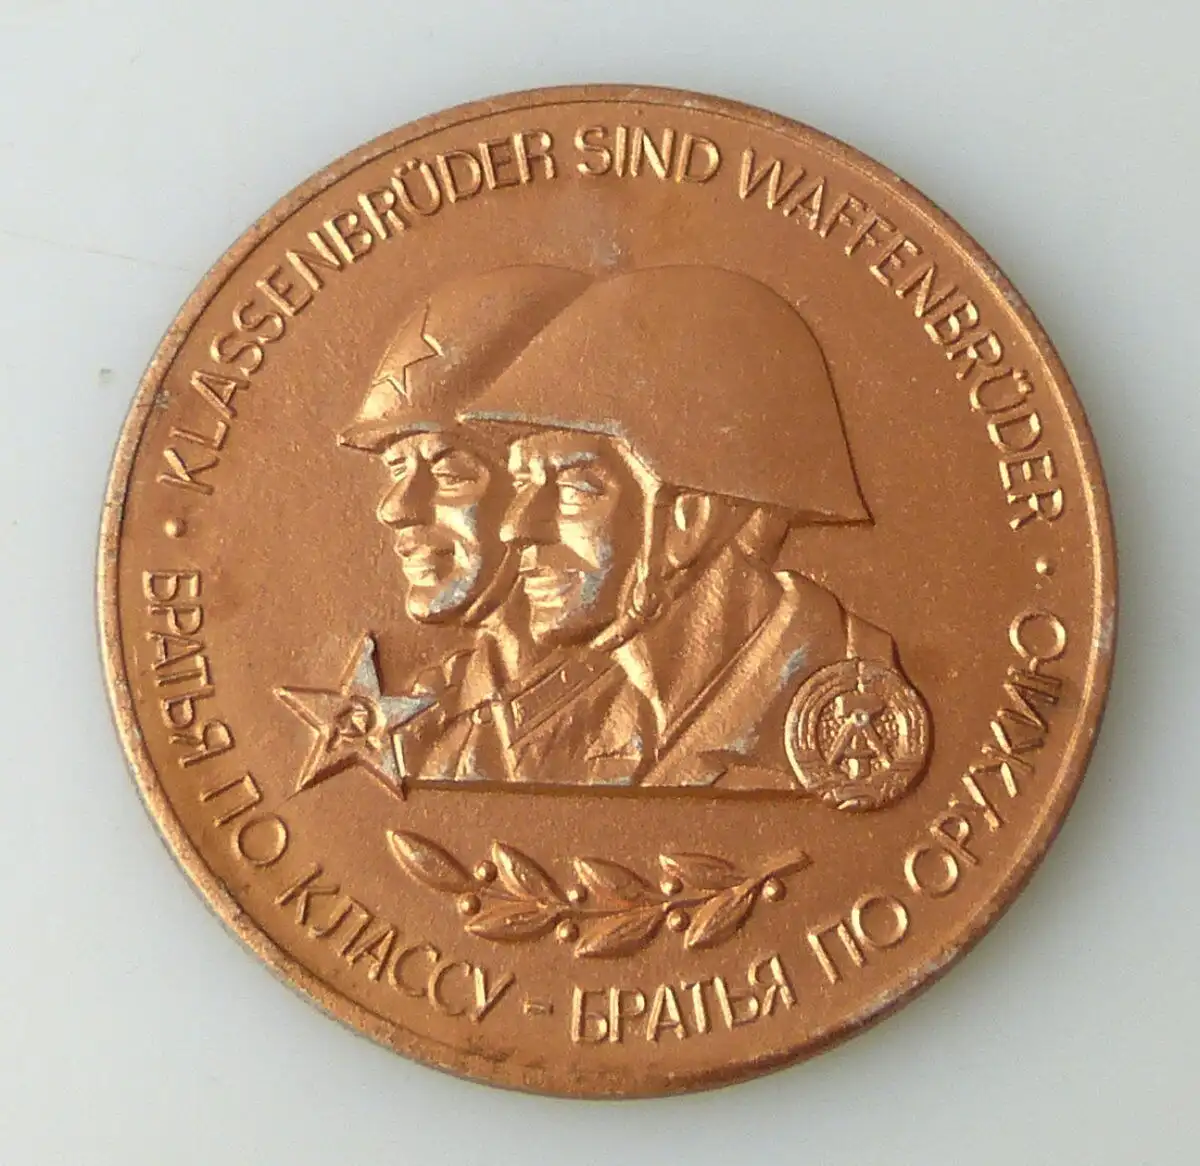 · KLASSENBRÜDER SIND WAFFENBRÜDER ·
БРАТЬЯ ПО КЛАССУ - БРАТЬЯ ПО ОРУЖИЮ